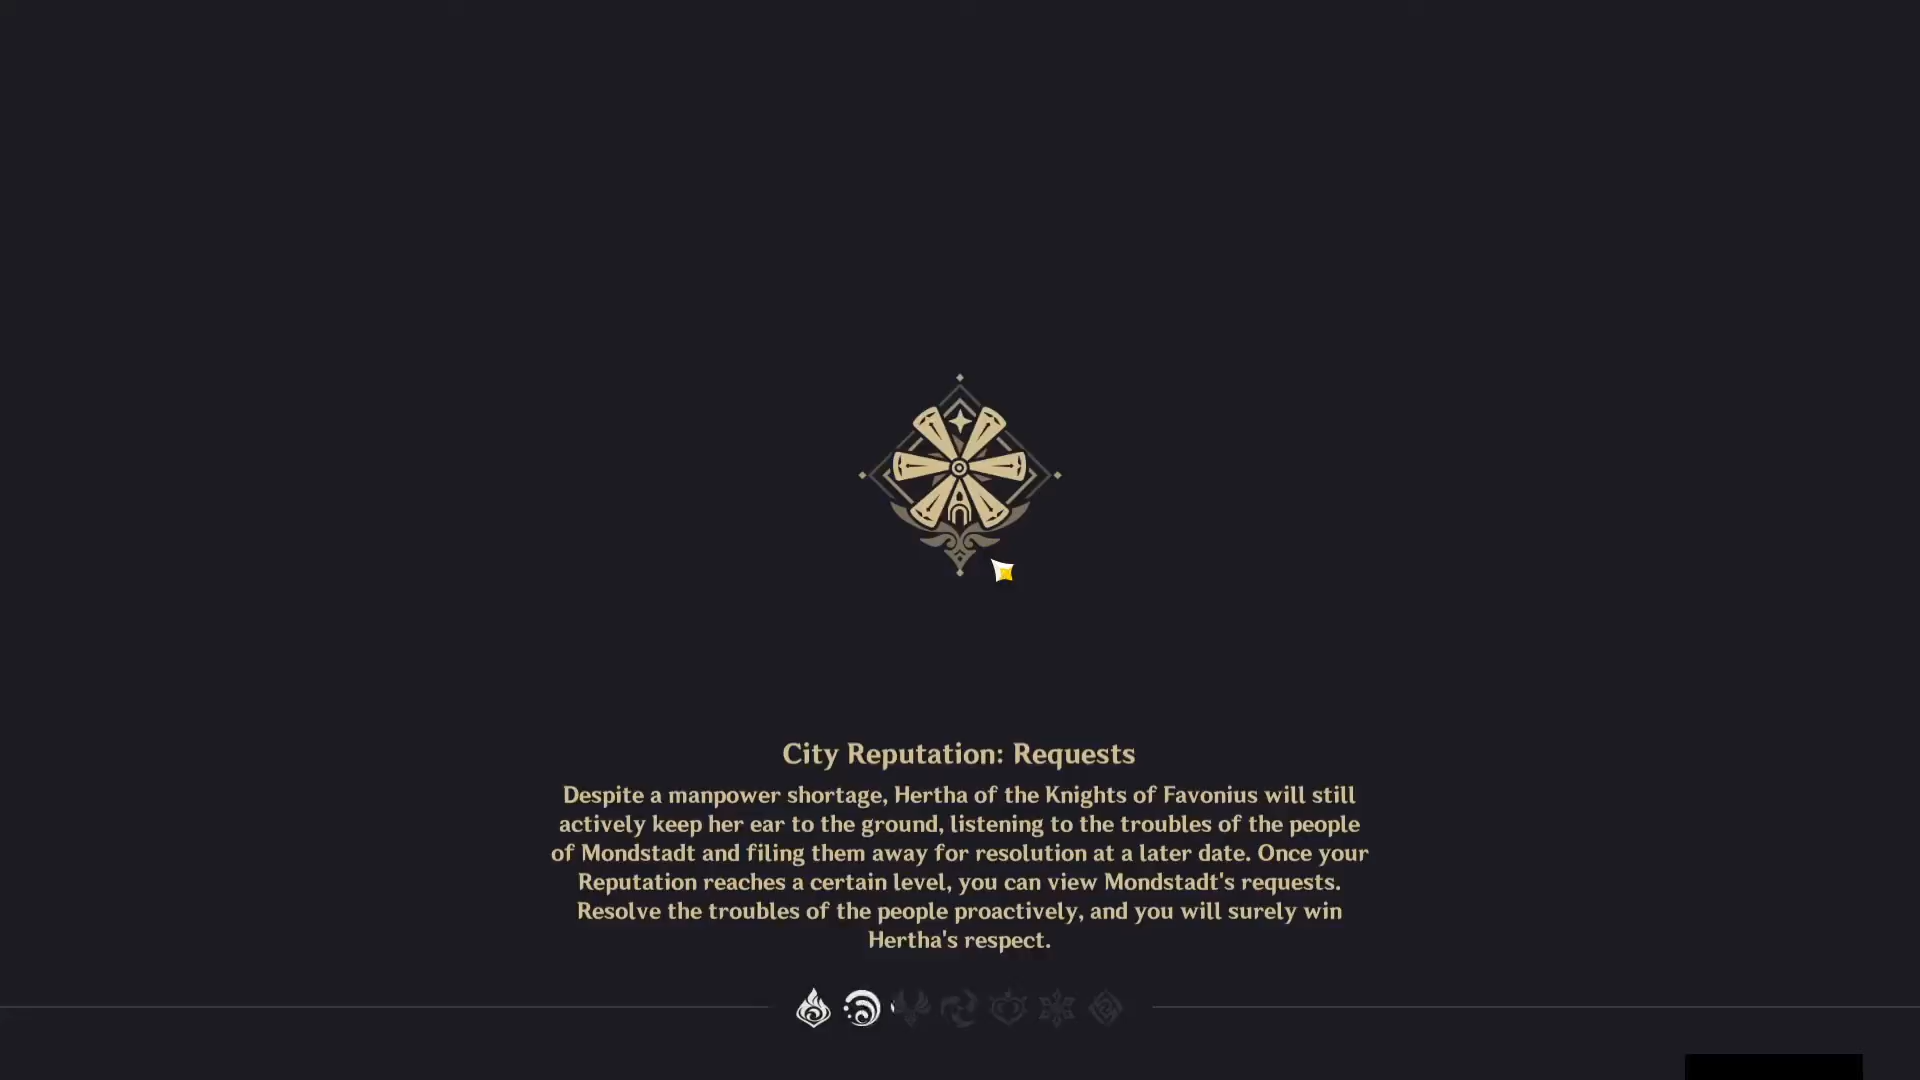 City Reputation: Requests
Despite a manpower shortage, Hertha of the Knights of Favonius will still
actively keep her ear to the ground, listening to the troubles of the people
of Mondstadt and filing them away for resolution at a later date. Once your
Reputation reaches a certain level, you can view Mondstadt's requests.
Resolve the troubles of the people proactively, and you will surely win
Hertha's respect.